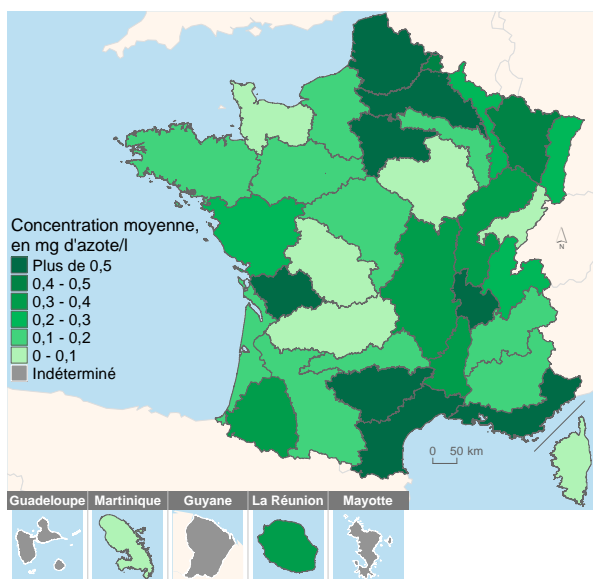 Concentration moyenne,
en mg d'azote/l
Plus de 0,5
0,4 - 0,5
0,3 - 0,4
0,2 - 0,3
0,1 - 0,2
0 - 0,1
Indéterminé
N
0 50 km
Guadeloupe Martinique Guyane La Réunion Mayotte